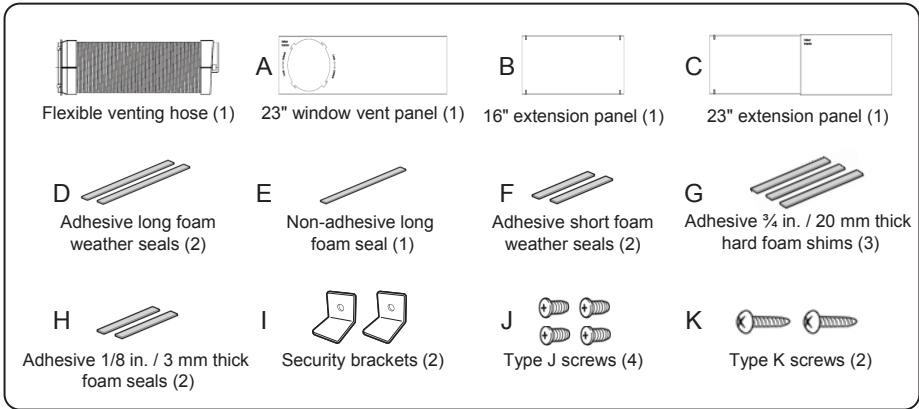 Flexible venting hose (1)
A
23" window vent panel (1)
B
16" extension panel (1)
C
23" extension panel (1)
D
Adhesive long foam
weather seals (2)
E
Non-adhesive long
foam seal (1)
F
Adhesive short foam
weather seals (2)
G
Adhesive ¾ in. / 20 mm thick
hard foam shims (3)
H
Adhesive 1/8 in. / 3 mm thick
foam seals (2)
I
Security brackets (2)
J
Type J screws (4)
K
Type K screws (2)